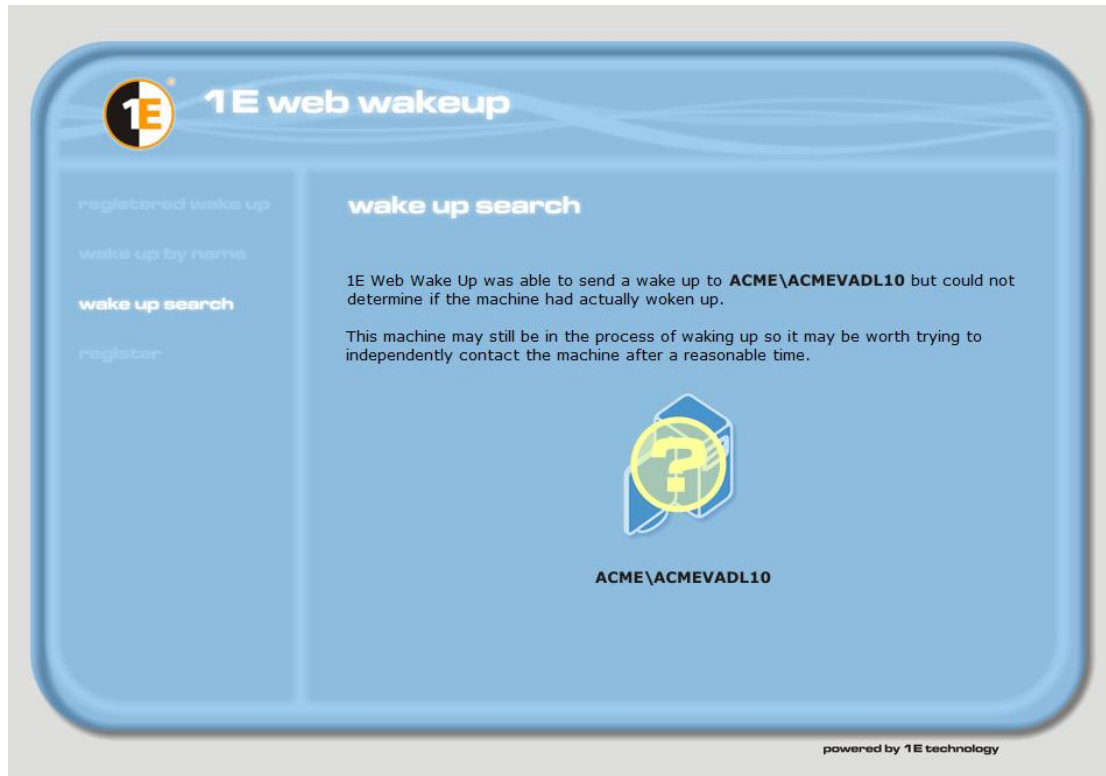 1E
1E web wakeup
registered wake up
wake up by name
wake up search
register
wake up search
1E Web Wake Up was able to send a wake up to ACME\ACMEVADL10 but could not
determine if the machine had actually woken up.
This machine may still be in the process of waking up so it may be worth trying to
independently contact the machine after a reasonable time.
?
ACME\ACMEVADL10
powered by 1E technology